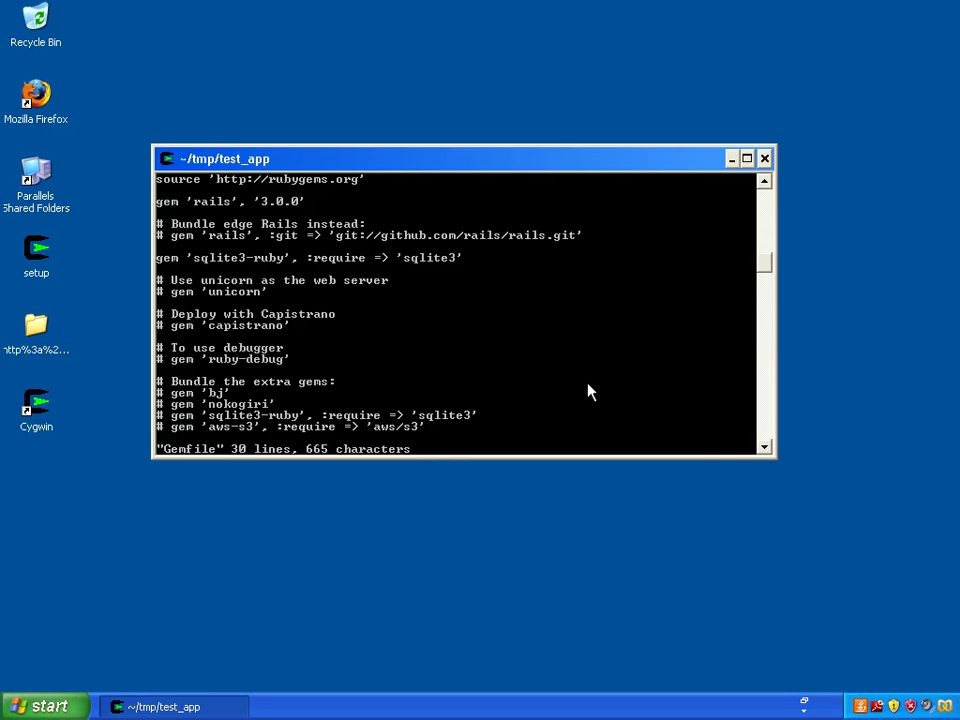 Recycle Bin
Mozilla Firefox
Parallels
Shared Folders
setup
http%3a%2...
Cygwin
~/tmp/test_app
source 'http://rubygems.org'
gem 'rails', '3.0.0'
# Bundle edge Rails instead:
# gem 'rails', :git => 'git://github.com/rails/rails.git'
gem 'sqlite3-ruby', :require => 'sqlite3'
# Use unicorn as the web server
# gem 'unicorn'
# Deploy with Capistrano
# gem 'capistrano'
# To use debugger
# gem 'ruby-debug'
# Bundle the extra gems:
# gem 'bj'
# gem 'nokogiri'
# gem 'sqlite3-ruby', :require => 'sqlite3'
# gem 'aws-s3', :require => 'aws/s3'
"Gemfile" 30 lines, 665 characters
start
~/tmp/test_app